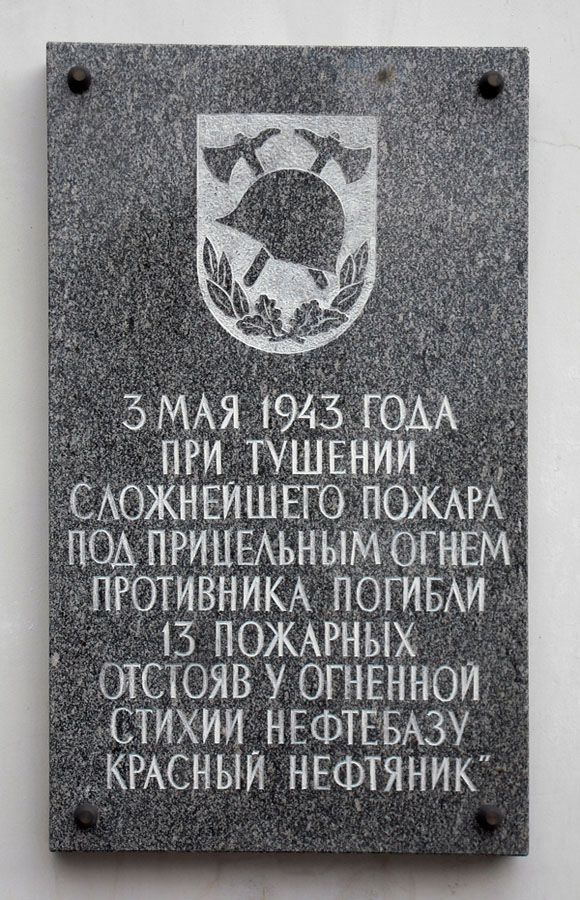 3 МАЯ 1943 ГОДА
ПРИ ТУШЕНИИ
СЛОЖНЕЙШЕГО ПОЖАРА
ПОД ПРИЦЕЛЬНЫМ ОГНЕМ
ПРОТИВНИКА ПОГИБЛИ
13 ПОЖАРНЫХ
ОТСТОЯВ У ОГНЕННОЙ
СТИХИИ НЕФТЕБАЗУ
КРАСНЫЙ НЕФТЯНИК"